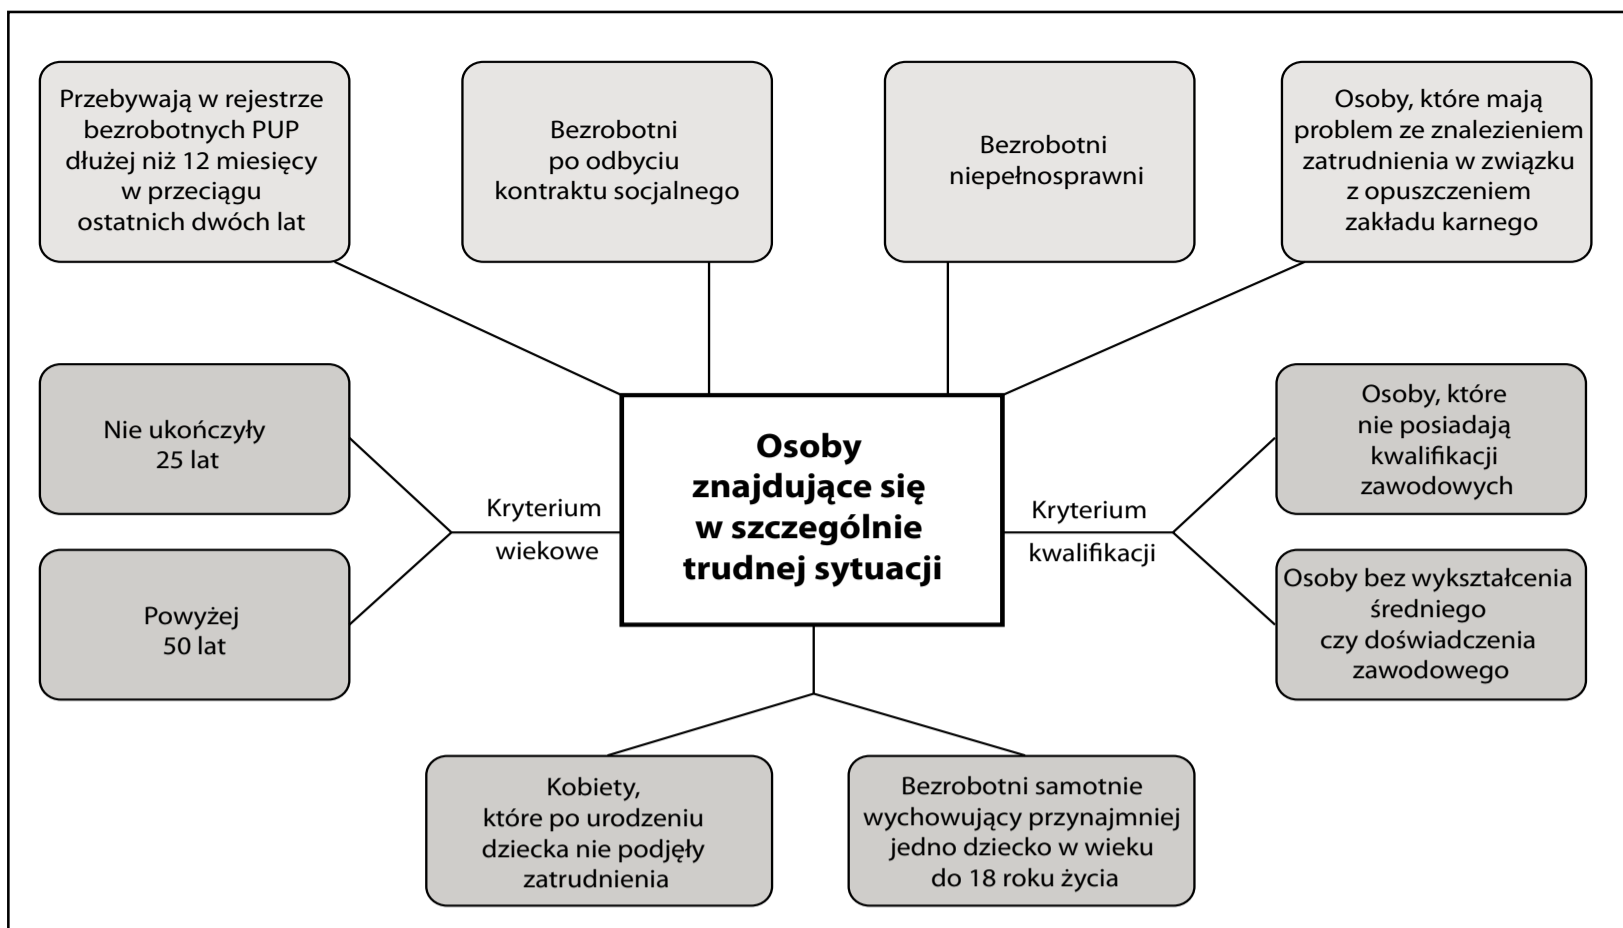 Przebywają w rejestrze
bezrobotnych PUP
dłużej niż 12 miesięcy
w przeciągu
ostatnich dwóch lat
Bezrobotni
po odbyciu
kontraktu socjalnego
Bezrobotni
niepełnosprawni
Osoby, które mają
problem ze znalezieniem
zatrudnienia w związku
z opuszczeniem
zakładu karnego
Nie ukończyły
25 lat
Powyżej
50 lat
Kryterium
wiekowe
Osoby
znajdujące się
w szczególnie
trudnej sytuacji
Kryterium
kwalifikacji
Osoby, które
nie posiadają
kwalifikacji
zawodowych
Osoby bez wykształcenia
średniego
czy doświadczenia
zawodowego
Kobiety,
które po urodzeniu
dziecka nie podjęły
zatrudnienia
Bezrobotni samotnie
wychowujący przynajmniej
jedno dziecko w wieku
do 18 roku życia